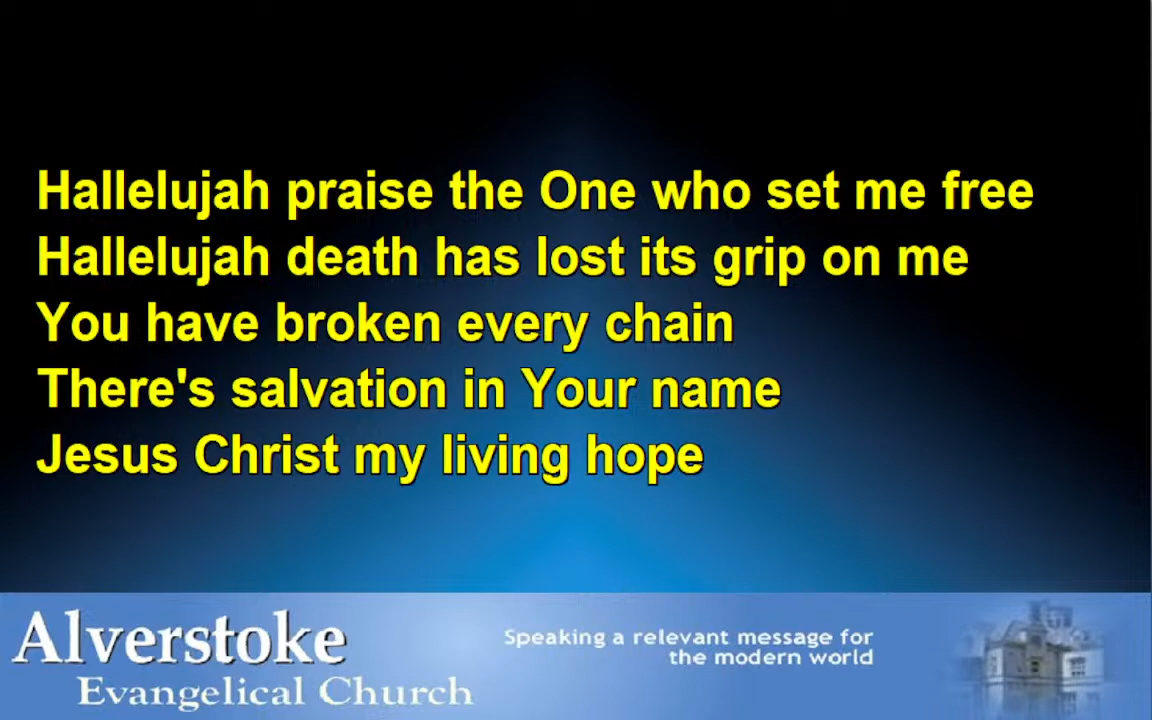 Hallelujah praise the One who set me free
Hallelujah death has lost its grip on me
You have broken every chain
There's salvation in Your name
Jesus Christ my living hope
Alverstoke
Evangelical Church
Speaking a relevant message for
the modern world